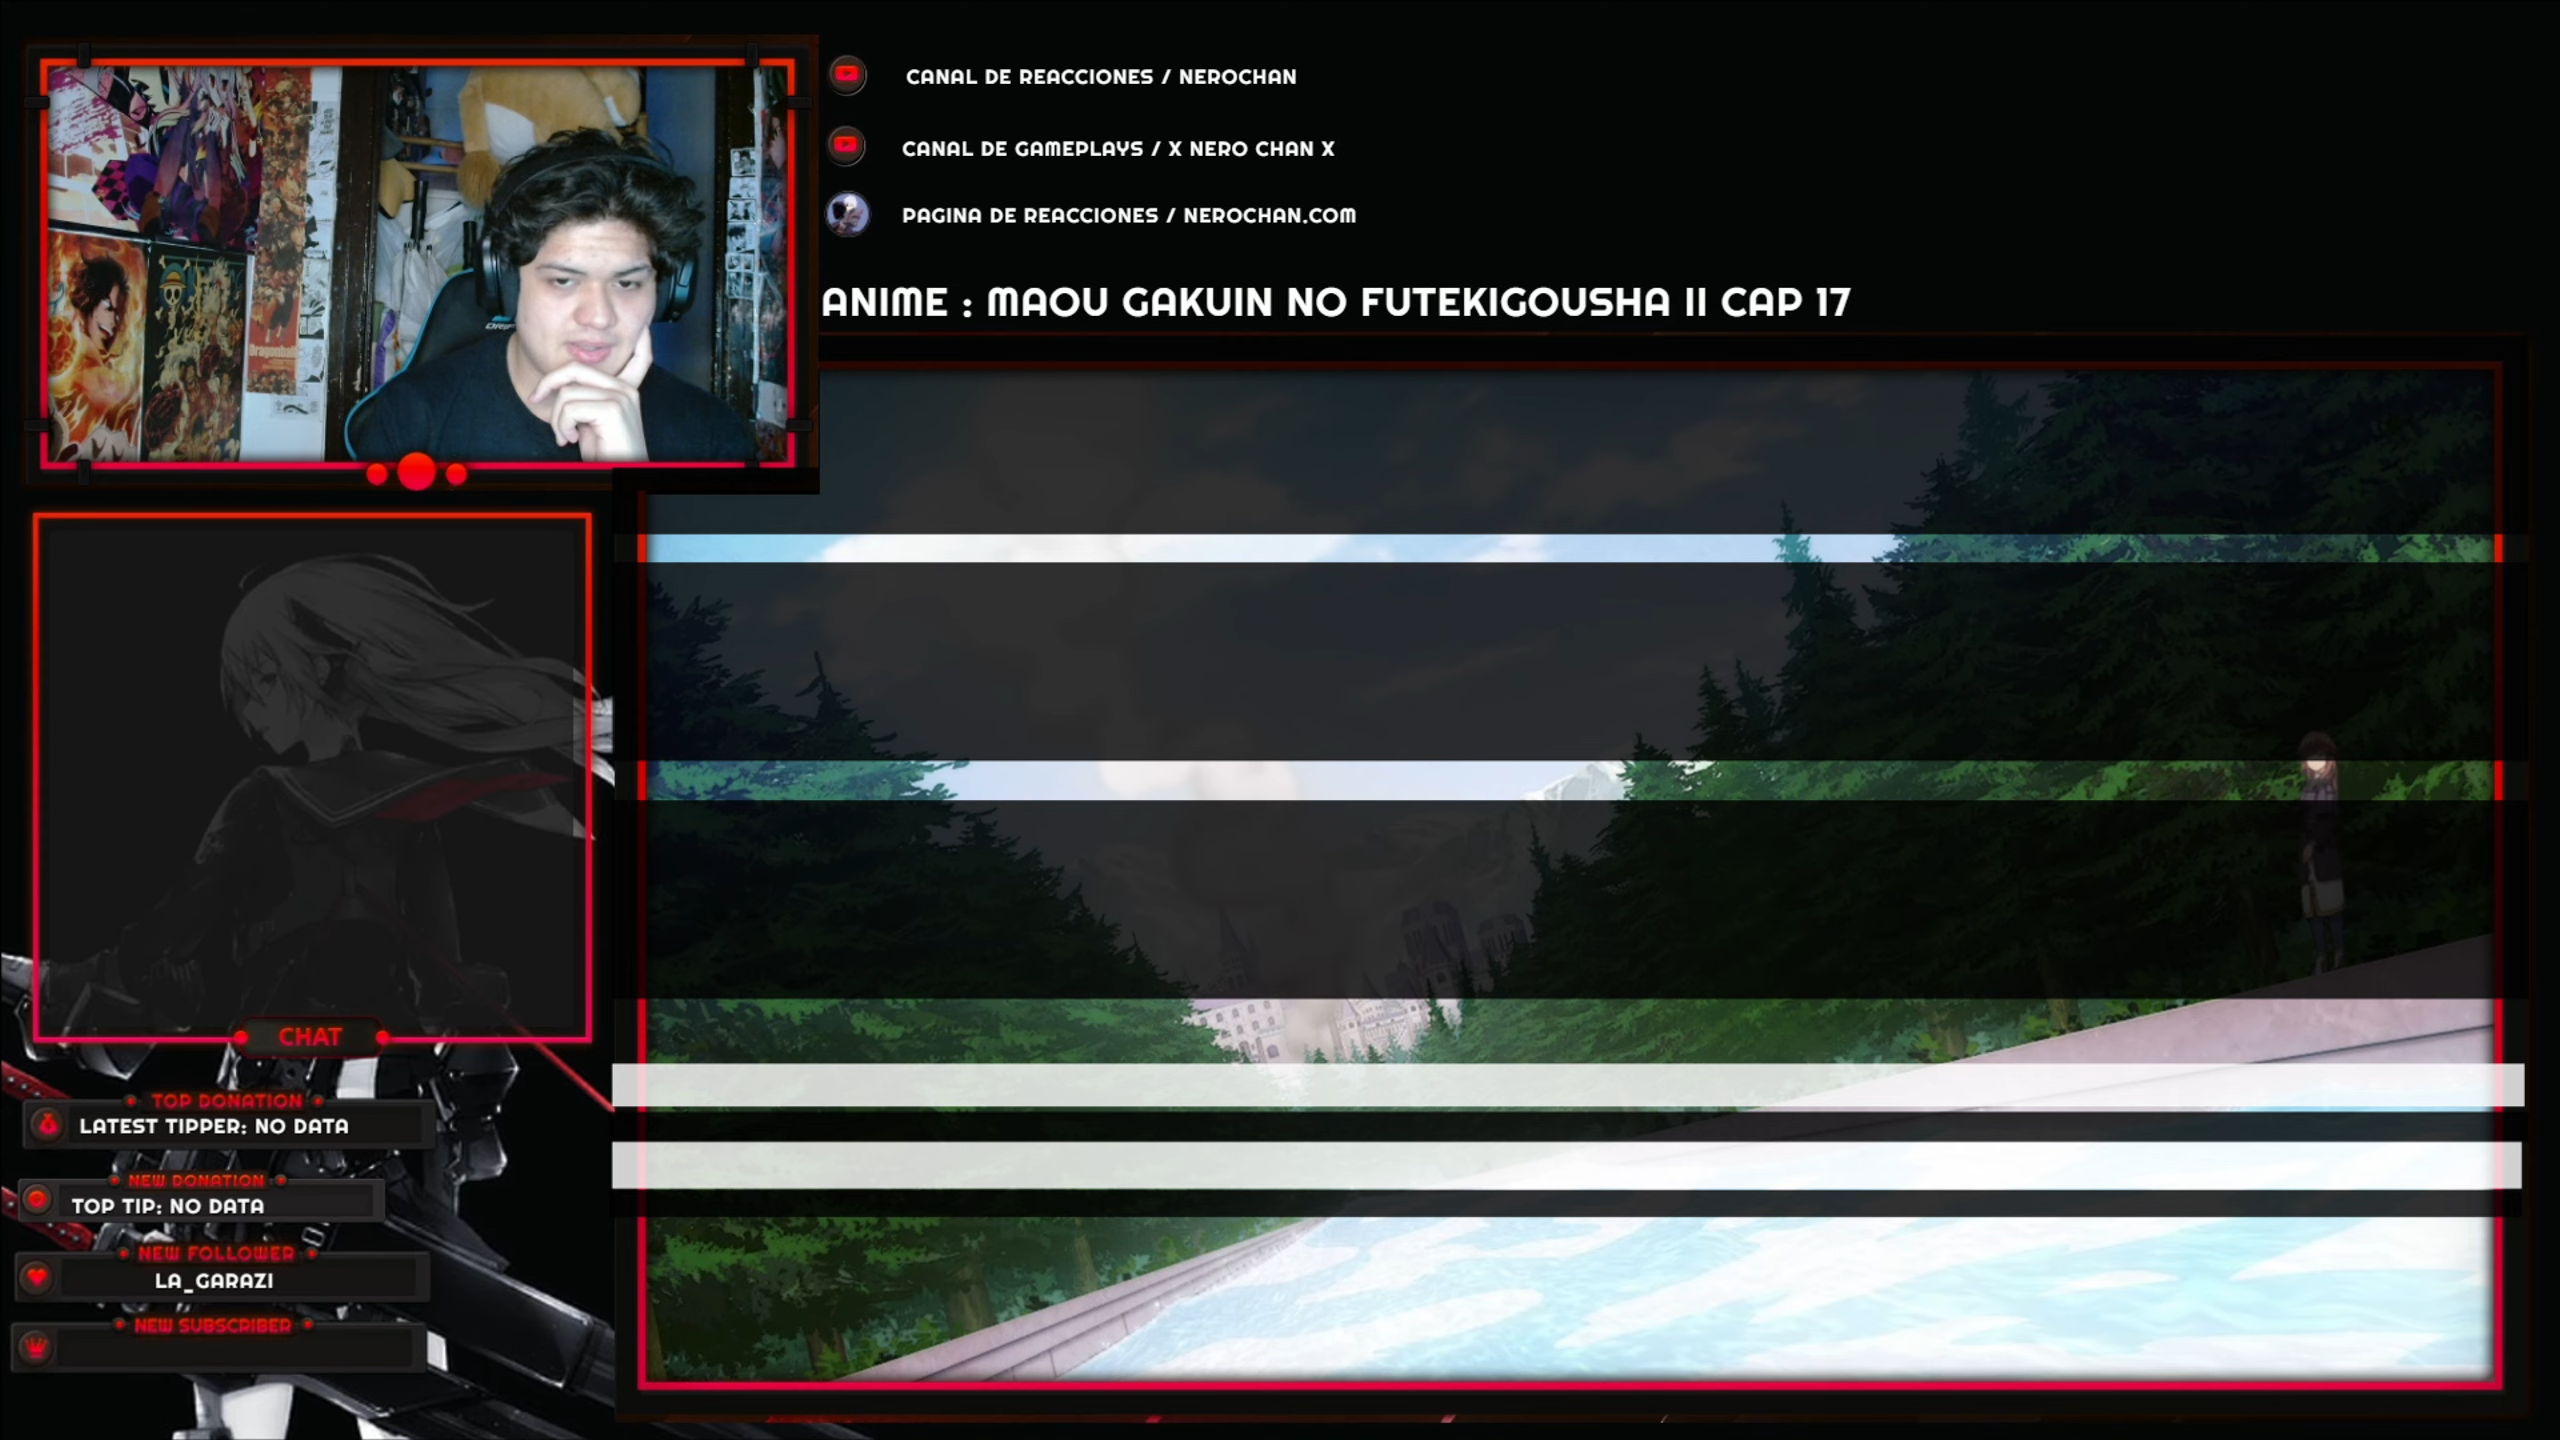 CANAL DE REACCIONES / NEROCHAN
CANAL DE GAMEPLAYS / X NERO CHAN X
PAGINA DE REACCIONES / NEROCHAN.COM
ANIME : MAOU GAKUIN NO FUTEKIGOUSHA II CAP 17
Dragonball
CHAT
TOP DONATION
LATEST TIPPER: NO DATA
NEW DONATION
TOP TIP: NO DATA
NEW FOLLOWER
LA_GARAZI
NEW SUBSCRIBER